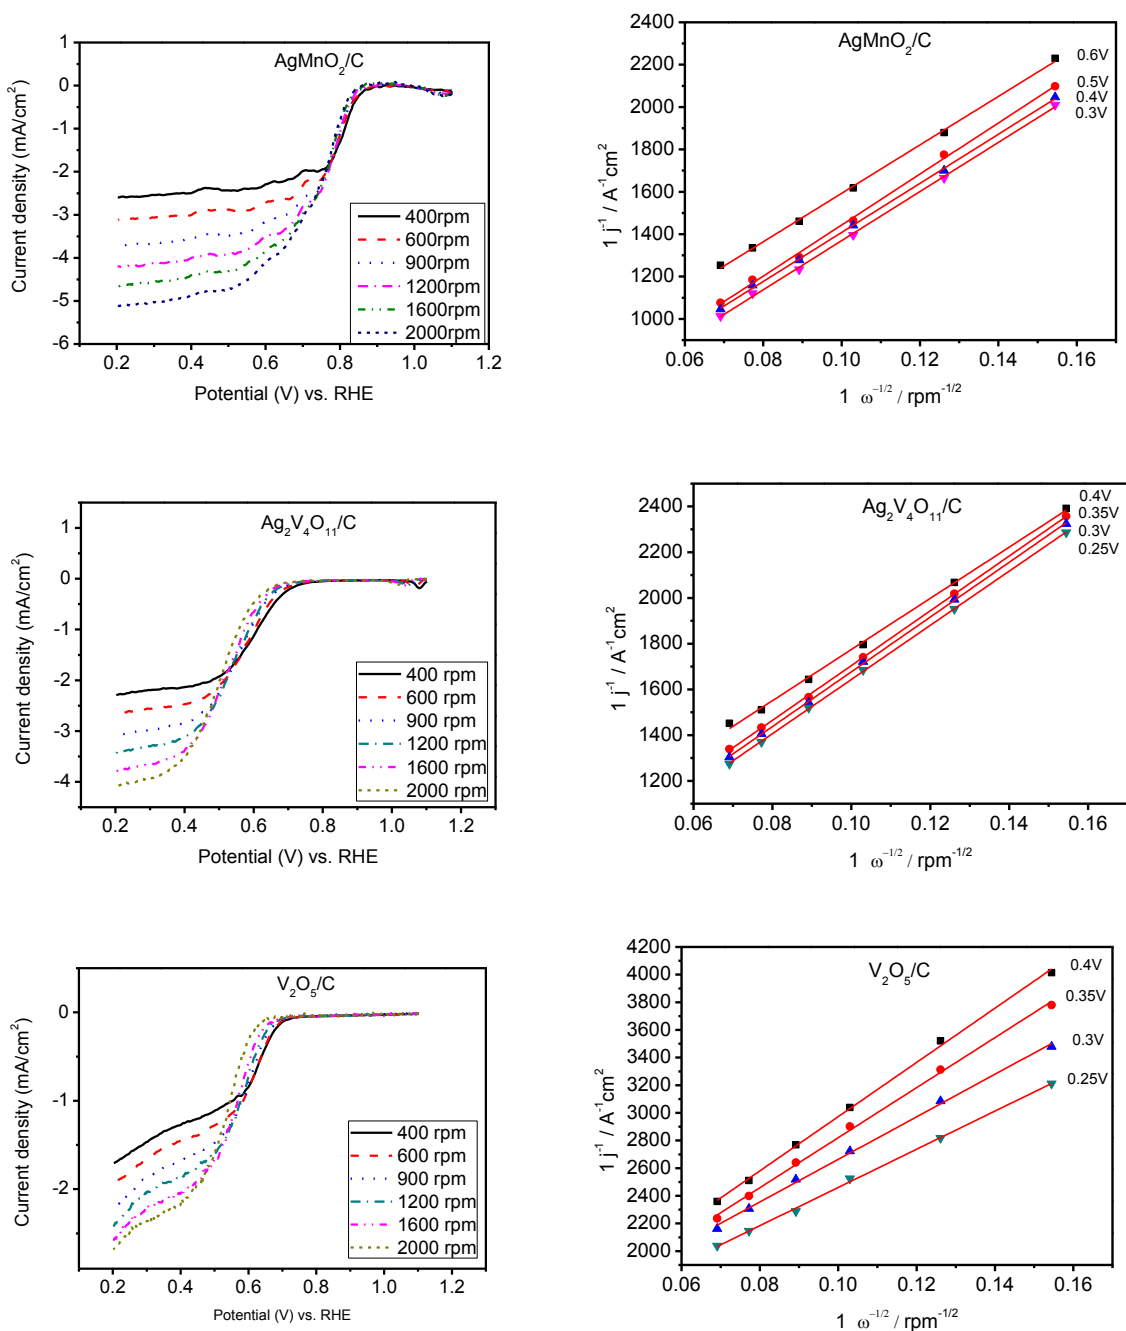 AgMnO2/C
1
0
-1
-2
-3
-4
-5
-6
Current density (mA/cm2)
400rpm
600rpm
900rpm
1200rpm
1600rpm
2000rpm
0.2 0.4 0.6 0.8 1.0 1.2
Potential (V) vs. RHE
AgMnO2/C
2400
2200
2000
1800
1600
1400
1200
1000
1 j-1 / A-1cm2
0.6V
0.5V
0.4V
0.3V
0.06 0.08 0.10 0.12 0.14 0.16
1 ω-1/2 / rpm-1/2
Ag2V4O11/C
1
0
-1
-2
-3
-4
Current density (mA/cm2)
400 rpm
600 rpm
900 rpm
1200 rpm
1600 rpm
2000 rpm
0.2 0.4 0.6 0.8 1.0 1.2
Potential (V) vs. RHE
Ag2V4O11/C
2400
2200
2000
1800
1600
1400
1200
1 j-1 / A-1cm2
0.4V
0.35V
0.3V
0.25V
0.06 0.08 0.10 0.12 0.14 0.16
1 ω-1/2 / rpm-1/2
V2O5/C
0
-1
-2
Current density (mA/cm2)
400 rpm
600 rpm
900 rpm
1200 rpm
1600 rpm
2000 rpm
0.2 0.4 0.6 0.8 1.0 1.2
Potential (V) vs. RHE
V2O5/C
4200
4000
3800
3600
3400
3200
3000
2800
2600
2400
2200
2000
1 j-1 / A-1cm2
0.4V
0.35V
0.3V
0.25V
0.06 0.08 0.10 0.12 0.14 0.16
1 ω-1/2 / rpm-1/2